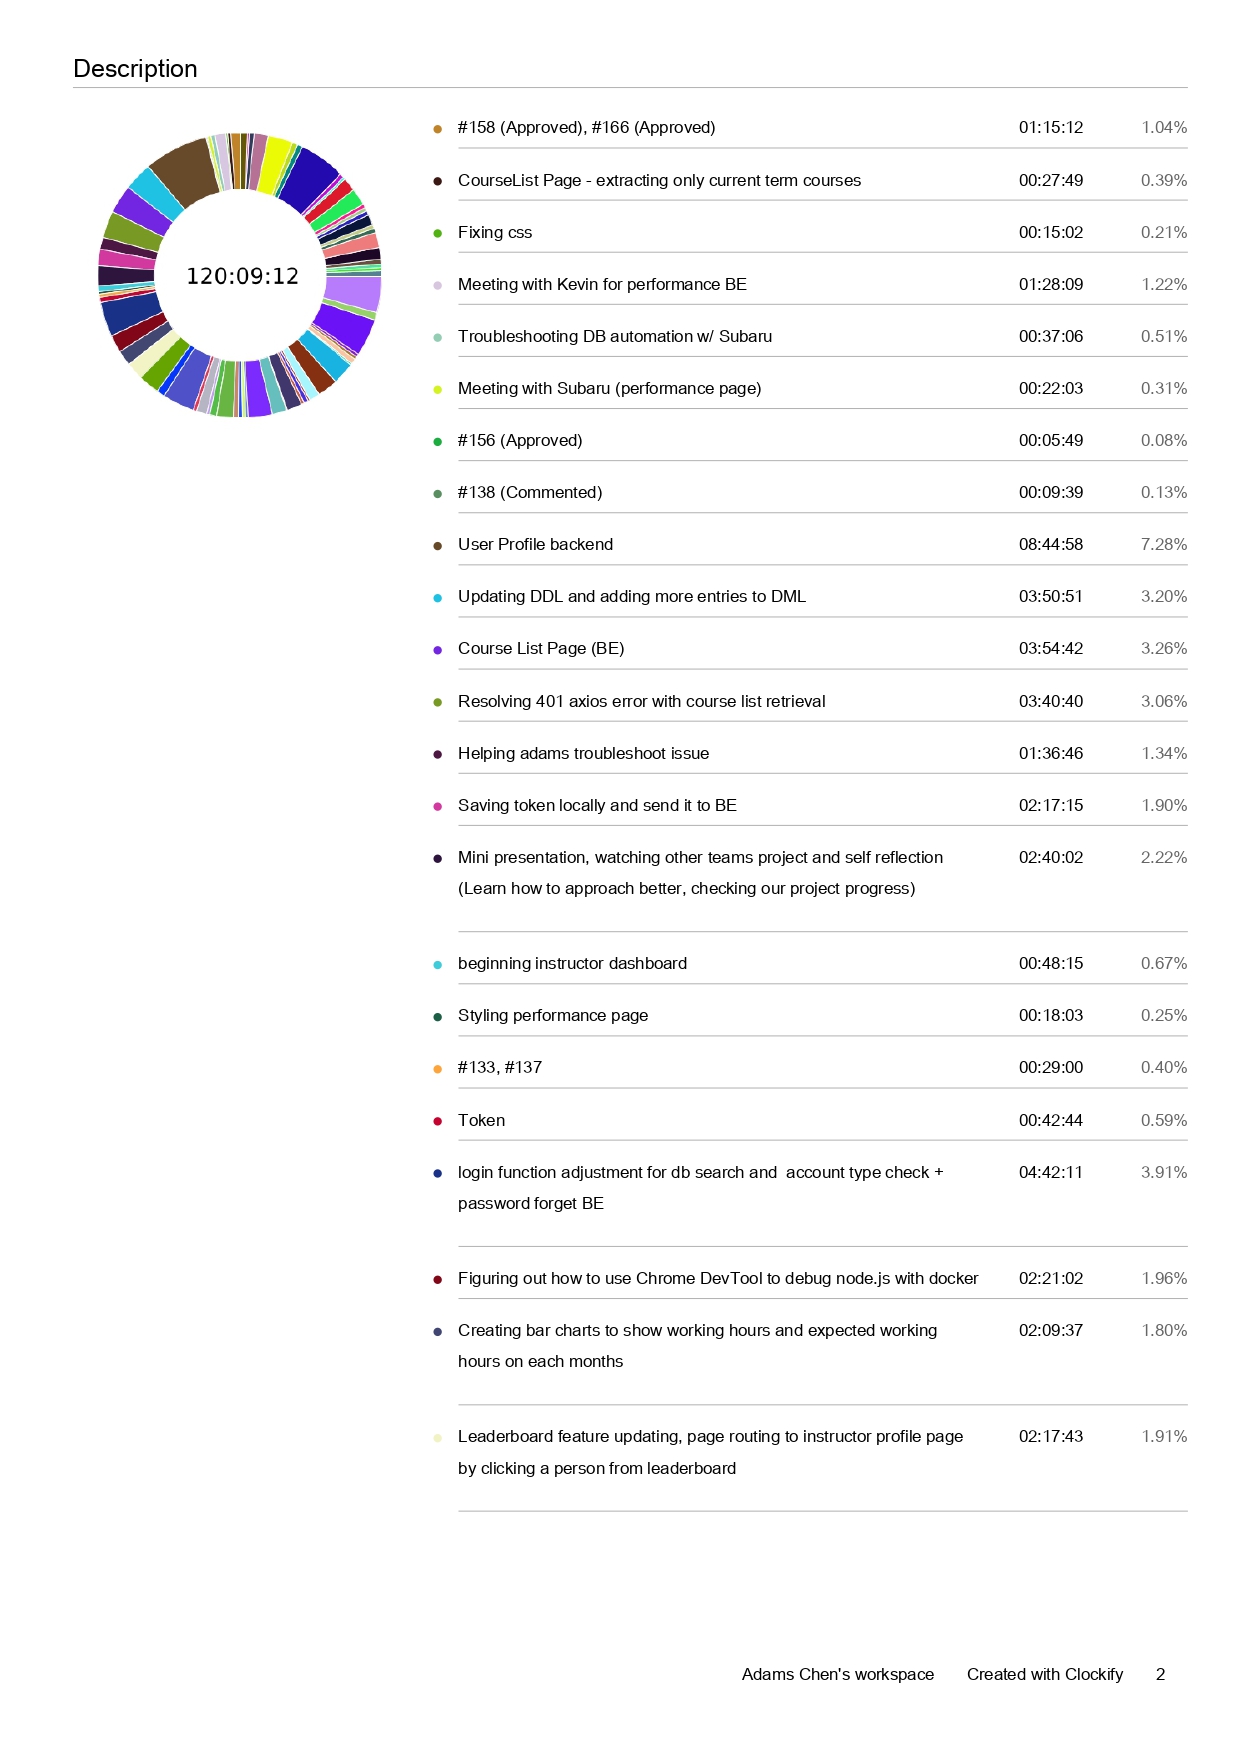 Description
120:09:12
#158 (Approved), #166 (Approved) 01:15:12 1.04%
CourseList Page - extracting only current term courses 00:27:49 0.39%
Fixing css 00:15:02 0.21%
Meeting with Kevin for performance BE 01:28:09 1.22%
Troubleshooting DB automation w/ Subaru 00:37:06 0.51%
Meeting with Subaru (performance page) 00:22:03 0.31%
#156 (Approved) 00:05:49 0.08%
#138 (Commented) 00:09:39 0.13%
User Profile backend 08:44:58 7.28%
Updating DDL and adding more entries to DML 03:50:51 3.20%
Course List Page (BE) 03:54:42 3.26%
Resolving 401 axios error with course list retrieval 03:40:40 3.06%
Helping adams troubleshoot issue 01:36:46 1.34%
Saving token locally and send it to BE 02:17:15 1.90%
Mini presentation, watching other teams project and self reflection 02:40:02 2.22%
(Learn how to approach better, checking our project progress)
beginning instructor dashboard 00:48:15 0.67%
Styling performance page 00:18:03 0.25%
#133, #137 00:29:00 0.40%
Token 00:42:44 0.59%
login function adjustment for db search and  account type check + 04:42:11 3.91%
password forget BE
Figuring out how to use Chrome DevTool to debug node.js with docker 02:21:02 1.96%
Creating bar charts to show working hours and expected working 02:09:37 1.80%
hours on each months
Leaderboard feature updating, page routing to instructor profile page 02:17:43 1.91%
by clicking a person from leaderboard
Adams Chen's workspace Created with Clockify 2